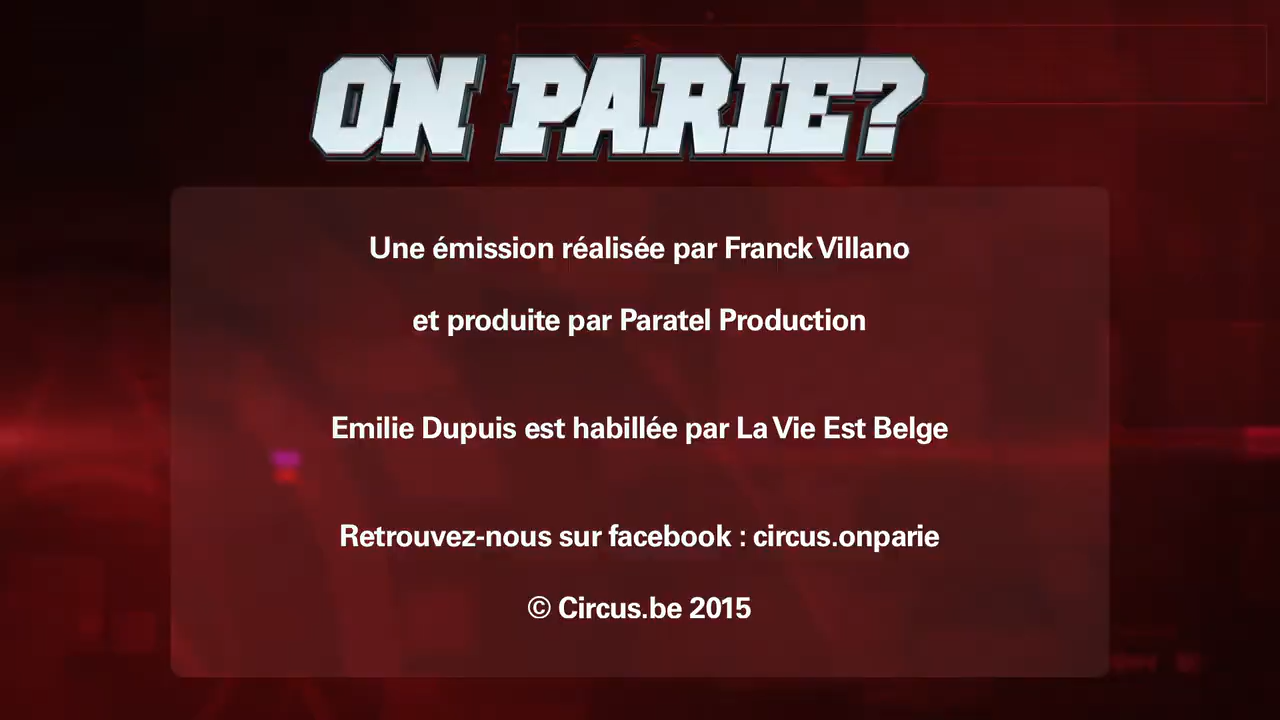 ON PARIE?
Une émission réalisée par Franck Villano
et produite par Paratel Production
Emilie Dupuis est habillée par La Vie Est Belge
Retrouvez-nous sur facebook : circus.onparie
© Circus.be 2015